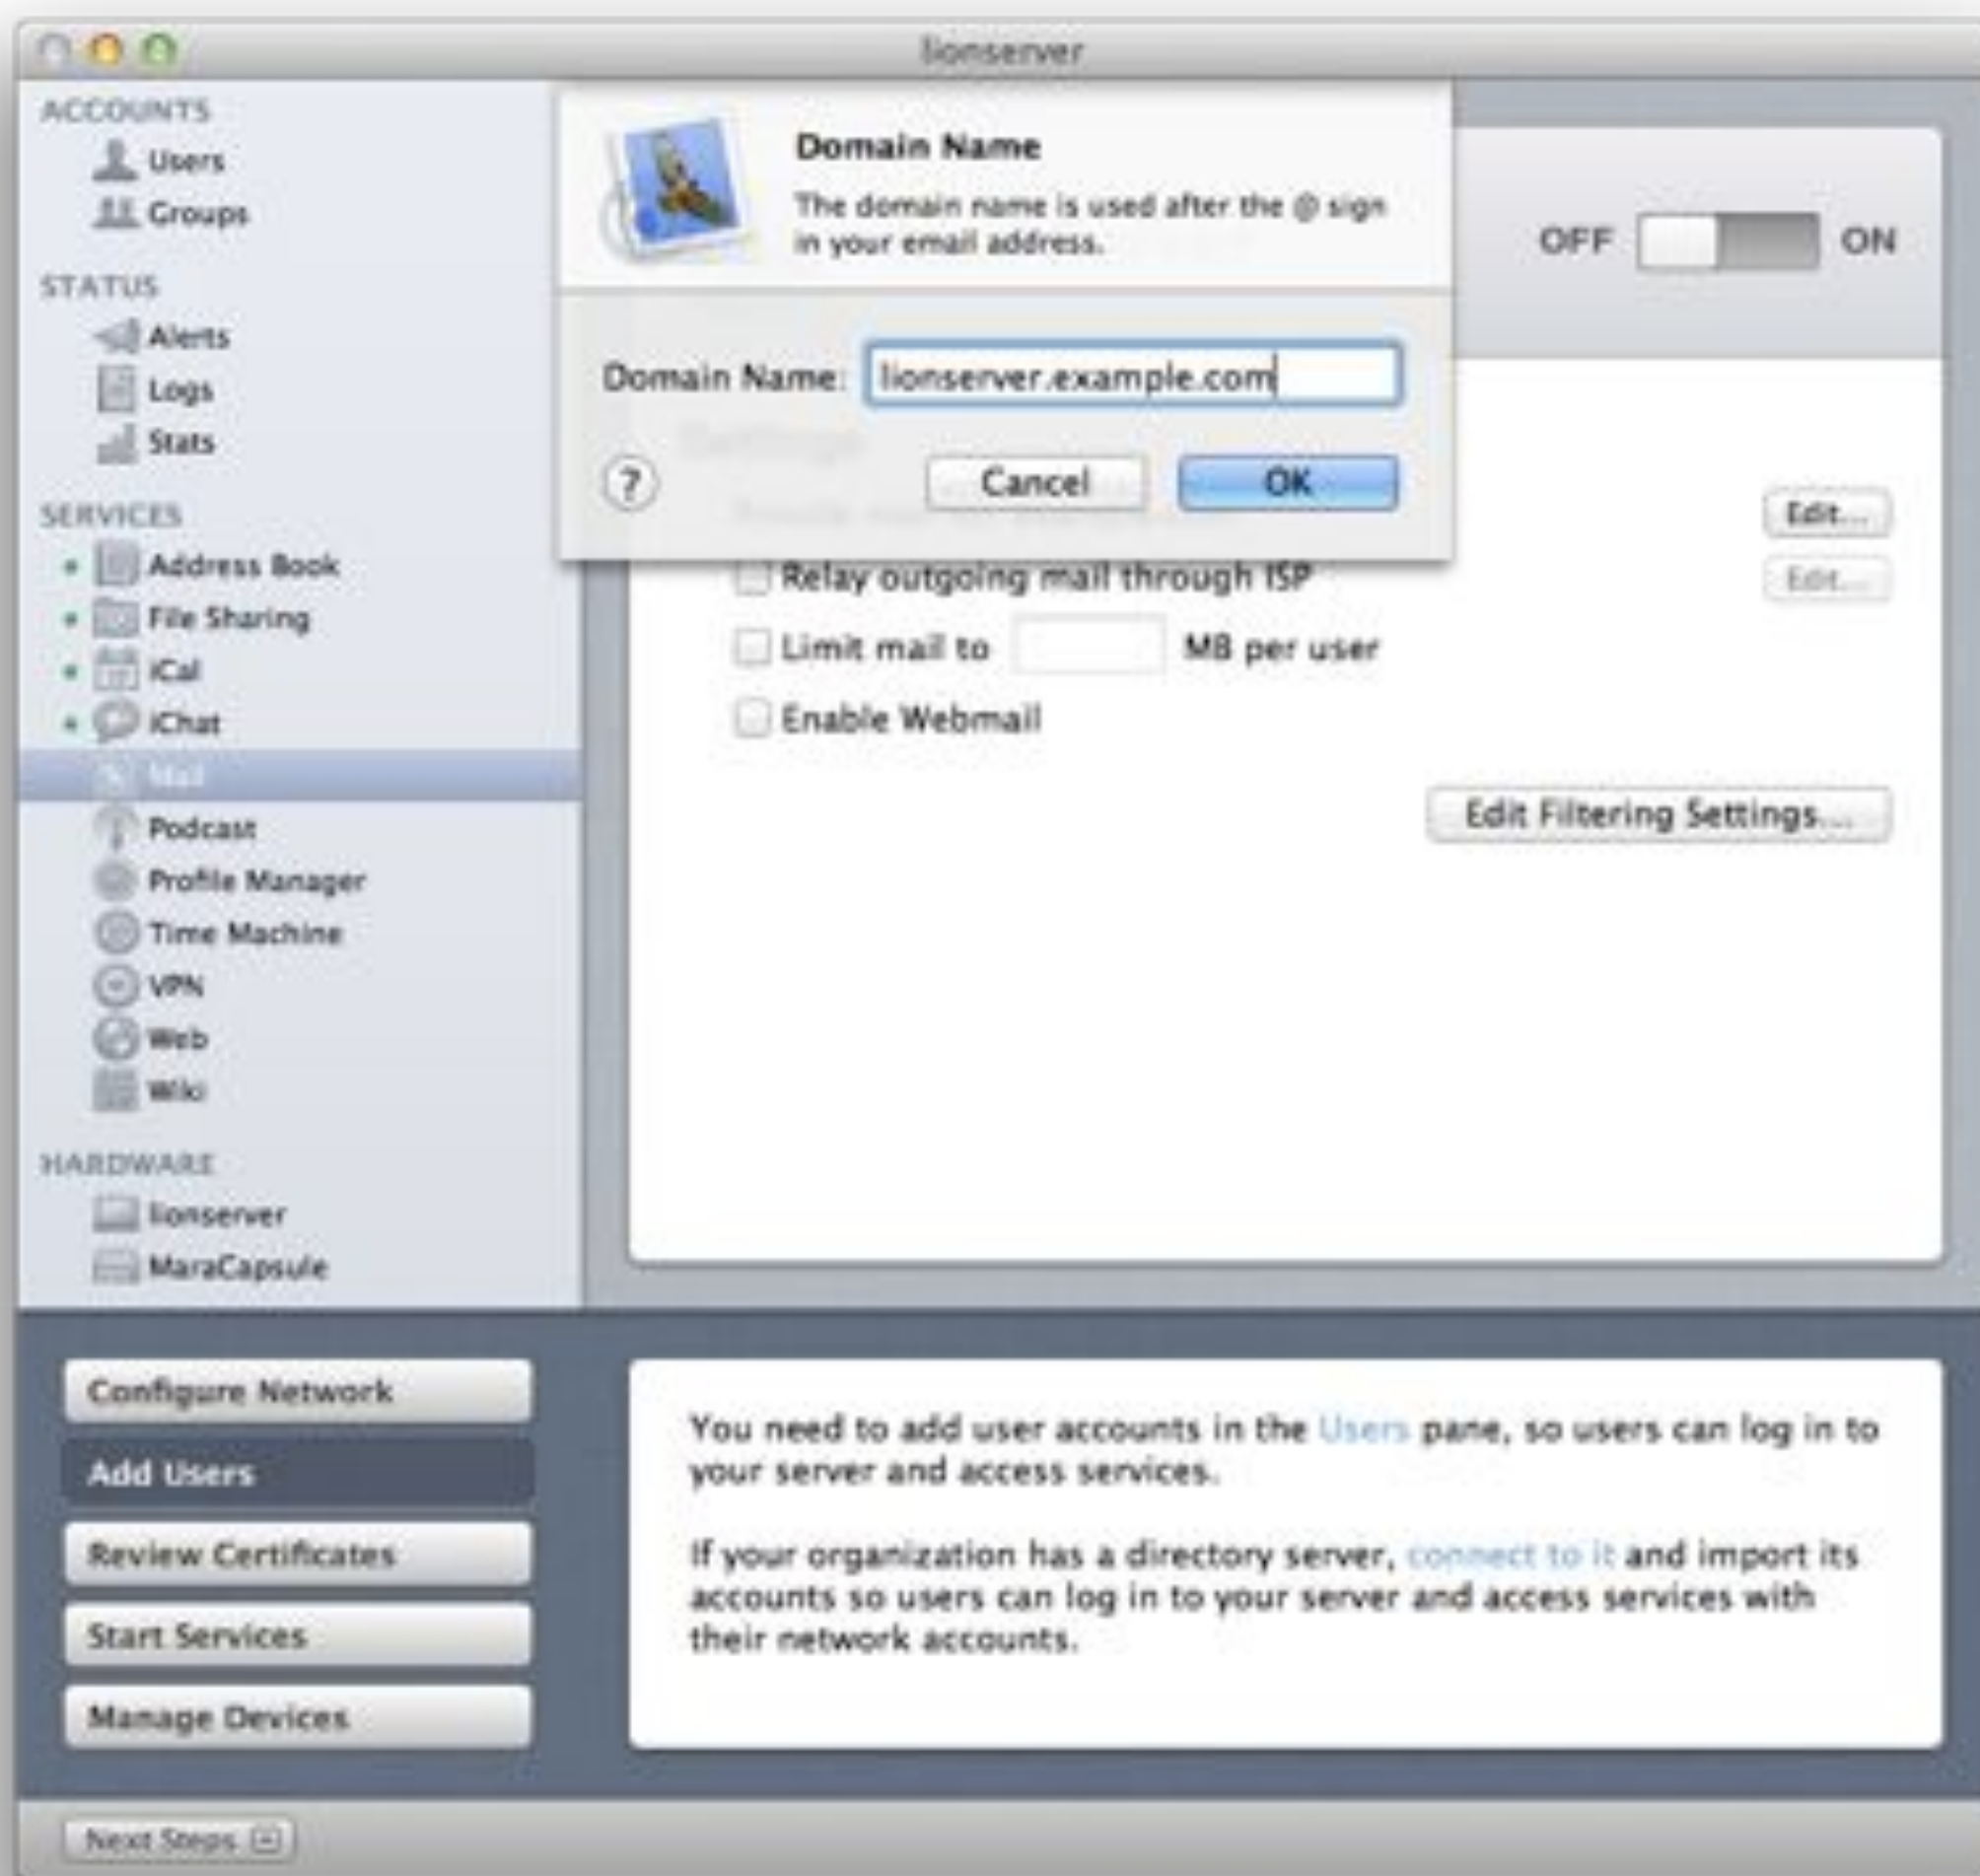 lionserver
ACCOUNTS
Users
Groups
STATUS
Alerts
Logs
Stats
SERVICES
Address Book
File Sharing
iCal
iChat
Mail
Podcast
Profile Manager
Time Machine
VPN
Web
Wiki
HARDWARE
lionserver
MaraCapsule
Domain Name
The domain name is used after the @ sign
in your email address.
Domain Name: lionserver.example.com
? Cancel OK
OFF ON
Settings
Edit...
Relay outgoing mail through ISP Edit...
Limit mail to MB per user
Enable Webmail
Edit Filtering Settings...
Configure Network
Add Users
Review Certificates
Start Services
Manage Devices
You need to add user accounts in the Users pane, so users can log in to
your server and access services.
If your organization has a directory server, connect to it and import its
accounts so users can log in to your server and access services with
their network accounts.
Next Steps